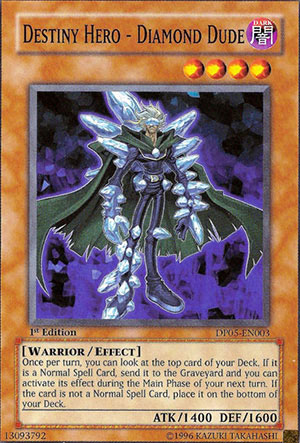 DESTINY HERO - DIAMOND DUDE
DARK
闇
1st Edition
DP05-EN003
[WARRIOR/EFFECT]
Once per turn, you can look at the top card of your Deck. If it
is a Normal Spell Card, send it to the Graveyard and you can
activate its effect during the Main Phase of your next turn. If
the card is not a Normal Spell Card, place it on the bottom of
your Deck.
ATK/1400 DEF/1600
13093792
©1996 KAZUKI TAKAHASHI